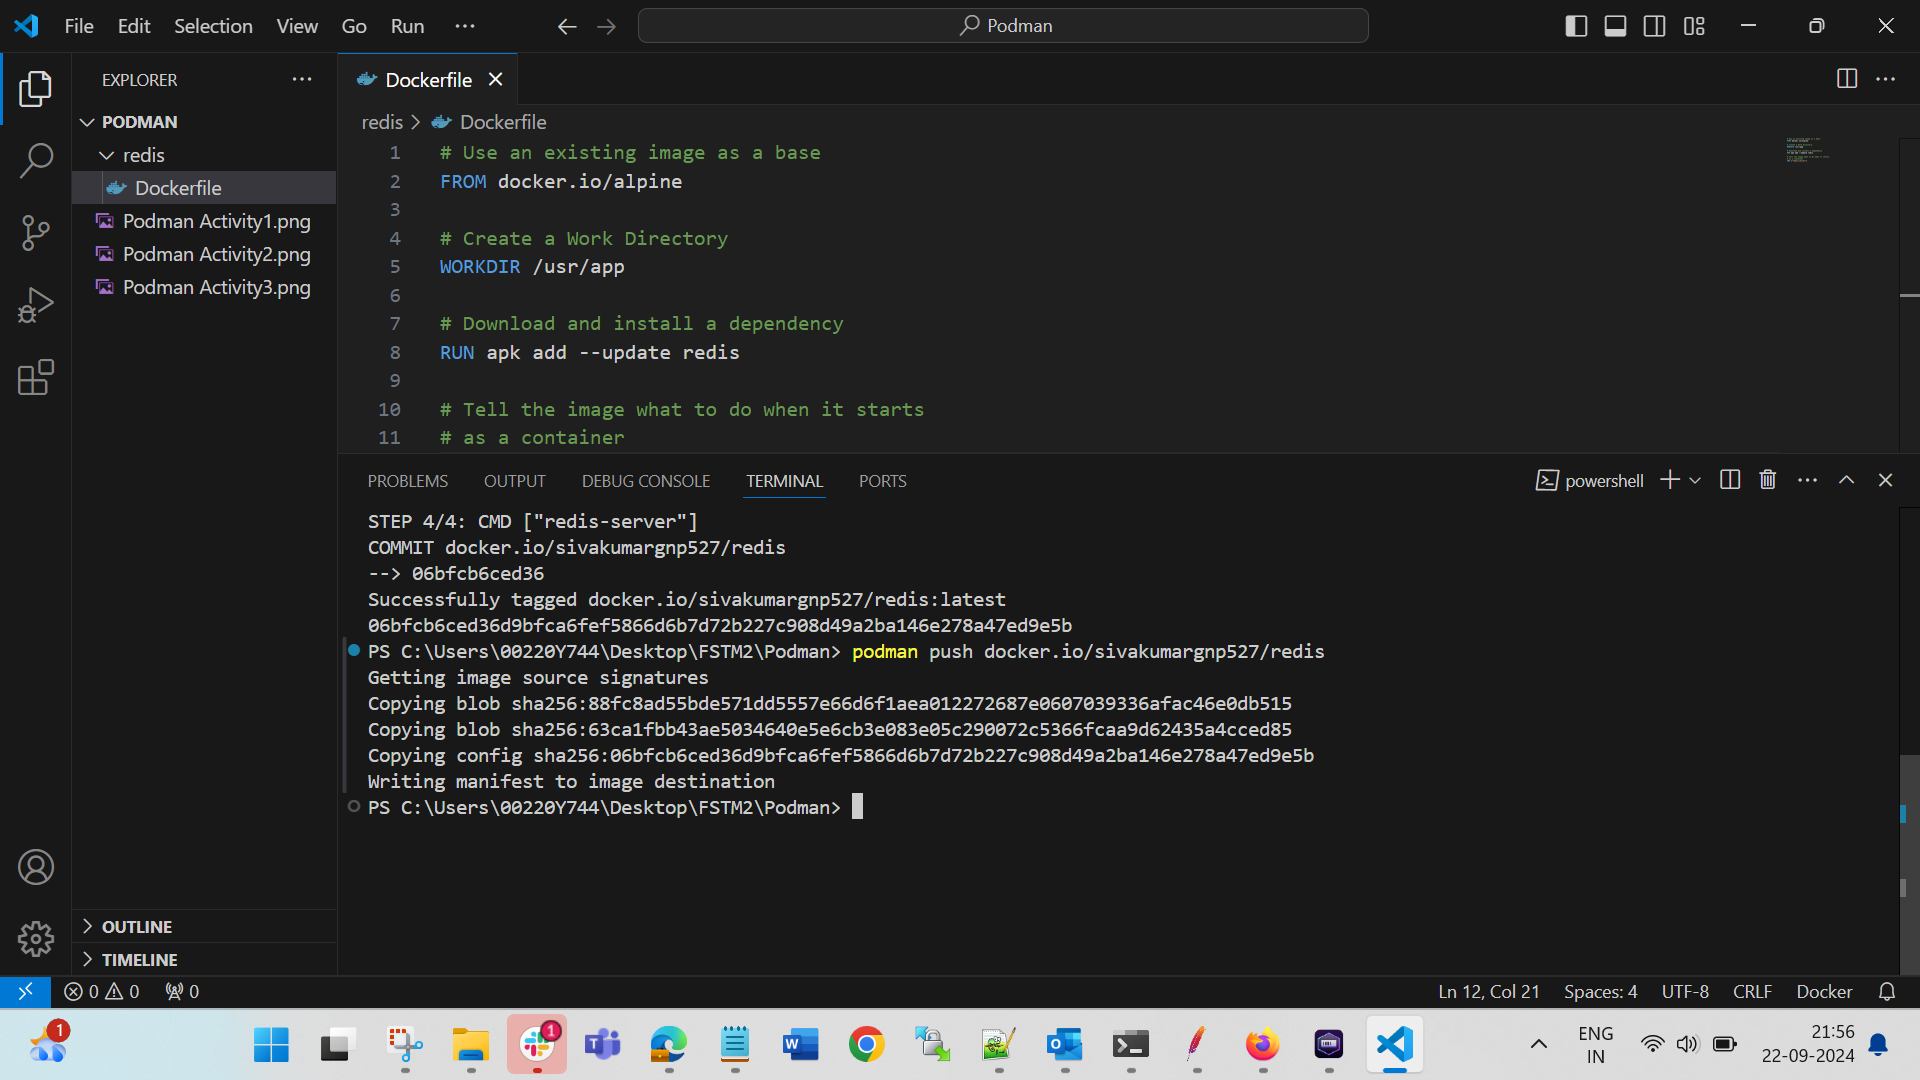 File Edit Selection View Go Run ···
Podman
EXPLORER
PODMAN
redis
Dockerfile
Podman Activity1.png
Podman Activity2.png
Podman Activity3.png
OUTLINE
TIMELINE
Dockerfile
redis > Dockerfile
1 # Use an existing image as a base
2 FROM docker.io/alpine
3
4 # Create a Work Directory
5 WORKDIR /usr/app
6
7 # Download and install a dependency
8 RUN apk add --update redis
9
10 # Tell the image what to do when it starts
11 # as a container
PROBLEMS OUTPUT DEBUG CONSOLE TERMINAL PORTS
powershell
STEP 4/4: CMD ["redis-server"]
COMMIT docker.io/sivakumargnp527/redis
--> 06bfcb6ced36
Successfully tagged docker.io/sivakumargnp527/redis:latest
06bfcb6ced36d9bfca6fef5866d6b7d72b227c908d49a2ba146e278a47ed9e5b
PS C:\Users\00220Y744\Desktop\FSTM2\Podman> podman push docker.io/sivakumargnp527/redis
Getting image source signatures
Copying blob sha256:88fc8ad55bde571dd5557e66d6f1aea012272687e0607039336afac46e0db515
Copying blob sha256:63ca1fbb43ae5034640e5e6cb3e083e05c290072c5366fcaa9d62435a4cced85
Copying config sha256:06bfcb6ced36d9bfca6fef5866d6b7d72b227c908d49a2ba146e278a47ed9e5b
Writing manifest to image destination
PS C:\Users\00220Y744\Desktop\FSTM2\Podman>
0 0 0
Ln 12, Col 21 Spaces: 4 UTF-8 CRLF Docker
1
1
ENG
IN
21:56
22-09-2024